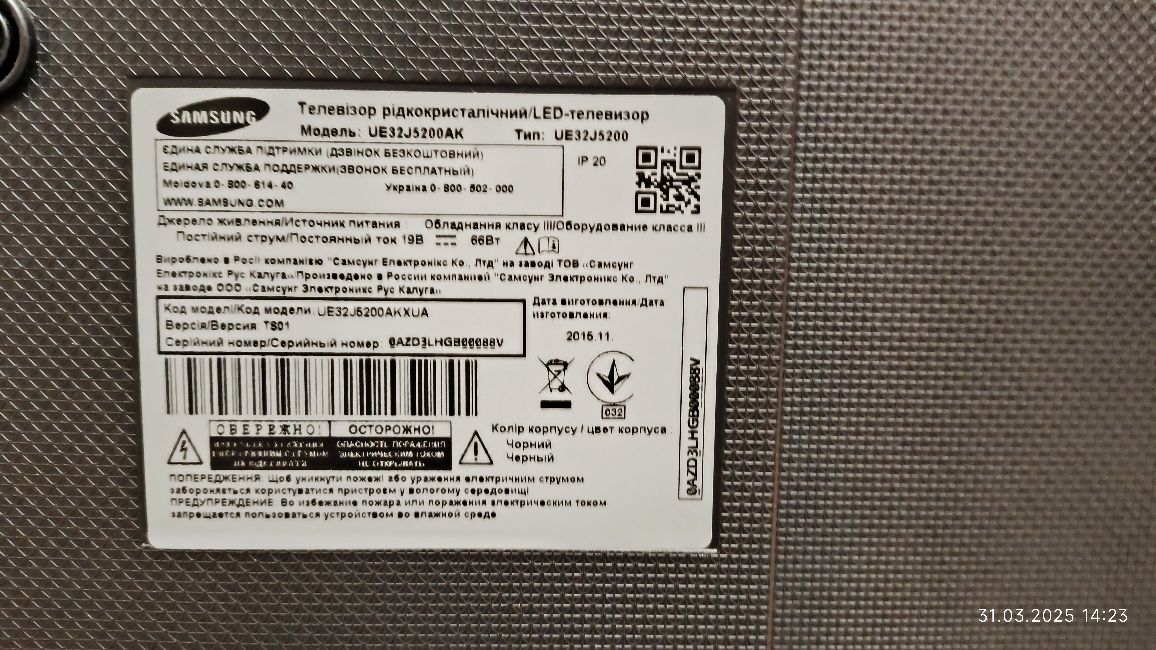 SAMSUNG
Телевізор рідкокристалічний/LED-телевизор
Модель: UE32J5200AK Тип: UE32J5200
ЄДИНА СЛУЖБА ПІДТРИМКИ (ДЗВІНОК БЕЗКОШТОВНИЙ)
ЕДИНАЯ СЛУЖБА ПОДДЕРЖКИ(ЗВОНОК БЕСПЛАТНЫЙ)
Moldova 0-800-614-40 Україна 0-800-502-000
WWW.SAMSUNG.COM
IP 20
Джерело живлення/Источник питания : Обладнання класу III/Оборудование класса III
Постійний струм/Постоянный ток 19В 66Вт
Вироблено в Росії компанією "Самсунг Електронікс Ко., Лтд" на заводі ТОВ «Самсунг
Електронікс Рус Калуга» Произведено в России компанией "Самсунг Электроникс Ко., Лтд"
на заводе ООО «Самсунг Электроникс Рус Калуга»
Код моделі/Код модели: UE32J5200AKXUA
Версія/Версия TS01
Серійний номер/Серийный номер: 0AZD3LHGB00088V
Дата виготовлення/Дата
изготовления:
2015.11.
032
0AZD3LHGB00088V
ОБЕРЕЖНО! ОСТОРОЖНО!
ОПАСНОСТЬ ПОРАЖЕНИЯ
ЭЛЕКТРИЧЕСКИМ ТОКОМ
НЕ ВІДКРИВАТИ НЕ ОТКРЫВАТЬ
Колір корпусу / цвет корпуса :
Чорний
Черный
ПОПОРЕДЖЕННЯ: Щоб уникнути пожежі або ураження електричним струмом
забороняється користуватися пристроєм у вологому середовищі
ПРЕДУПРЕЖДЕНИЕ: Во избежание пожара или поражения электрическим током
запрещается пользоваться устройством во влажной среде
31.03.2025 14:23